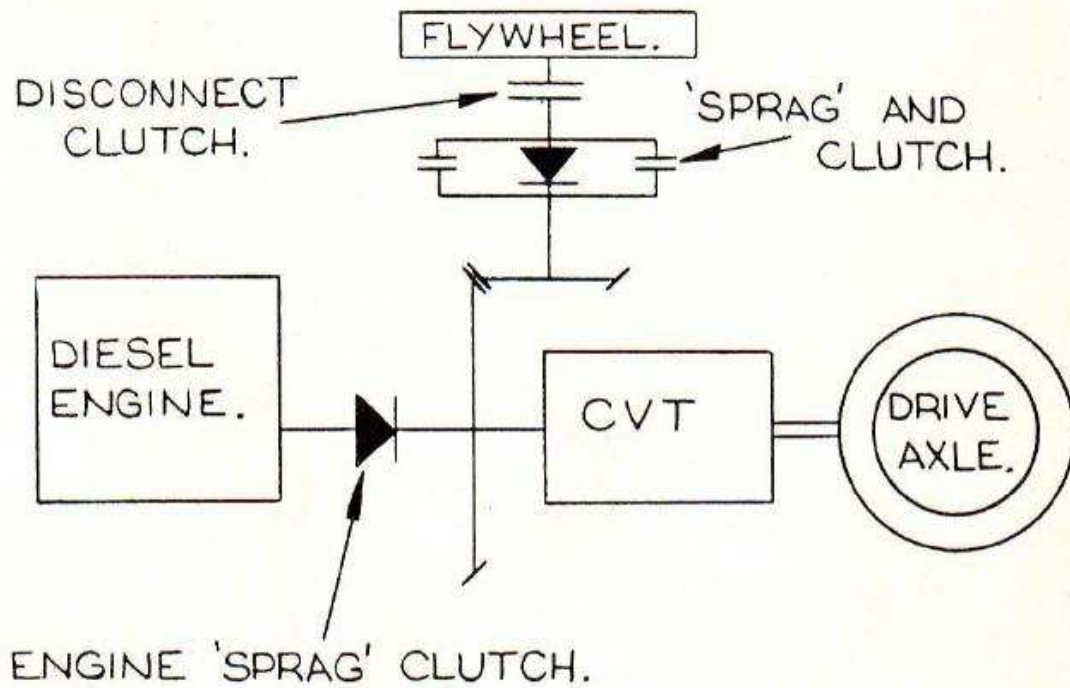 FLYWHEEL.
DISCONNECT
CLUTCH.
'SPRAG' AND
CLUTCH.
DIESEL
ENGINE.
CVT
DRIVE
AXLE.
ENGINE 'SPRAG' CLUTCH.